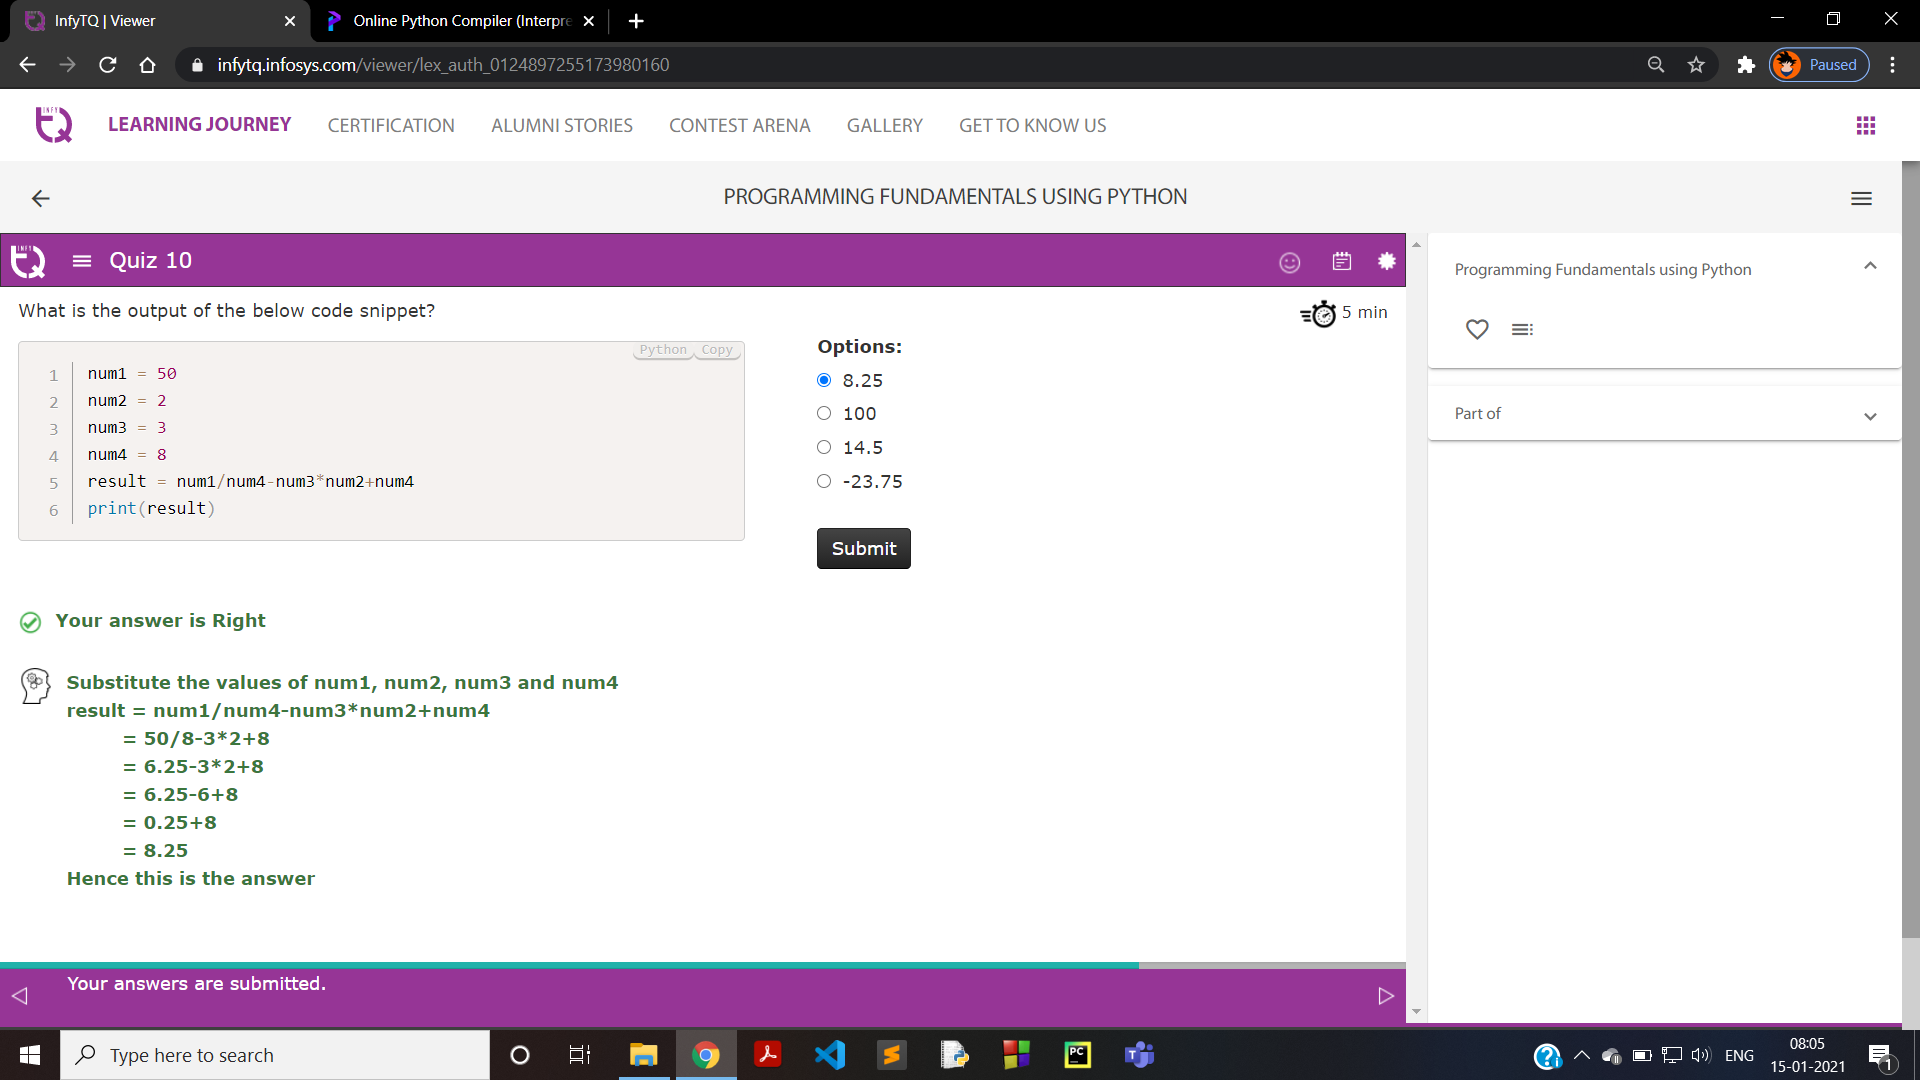 InfyTQ | Viewer
Online Python Compiler (Interpre
infytq.infosys.com/viewer/lex_auth_0124897255173980160
Paused
INFY
TQ
LEARNING JOURNEY
CERTIFICATION
ALUMNI STORIES
CONTEST ARENA
GALLERY
GET TO KNOW US
PROGRAMMING FUNDAMENTALS USING PYTHON
INFY
TQ
Quiz 10
Programming Fundamentals using Python
What is the output of the below code snippet?
5 min
Python
Copy
1 num1 = 50
2 num2 = 2
3 num3 = 3
4 num4 = 8
5 result = num1/num4-num3*num2+num4
6 print(result)
Options:
8.25
100
14.5
-23.75
Submit
Part of
Your answer is Right
Substitute the values of num1, num2, num3 and num4
result = num1/num4-num3*num2+num4
= 50/8-3*2+8
= 6.25-3*2+8
= 6.25-6+8
= 0.25+8
= 8.25
Hence this is the answer
Your answers are submitted.
Type here to search
PC
ENG
08:05
15-01-2021
1